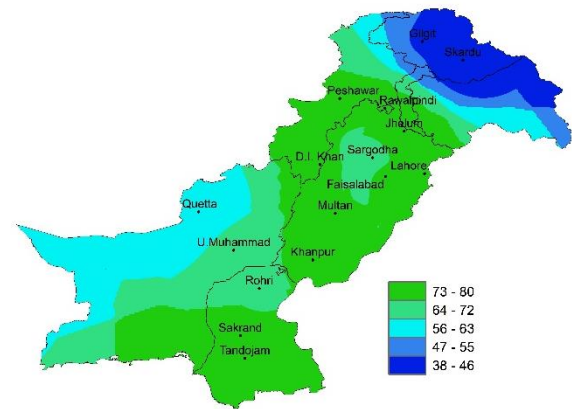 Gilgit
Skardu
Peshawar
Rawalpindi
Jhelum
D.I. Khan
Sargodha
Lahore
Faisalabad
Quetta
Multan
U.Muhammad
Khanpur
Rohri
Sakrand
Tandojam
73 - 80
64 - 72
56 - 63
47 - 55
38 - 46